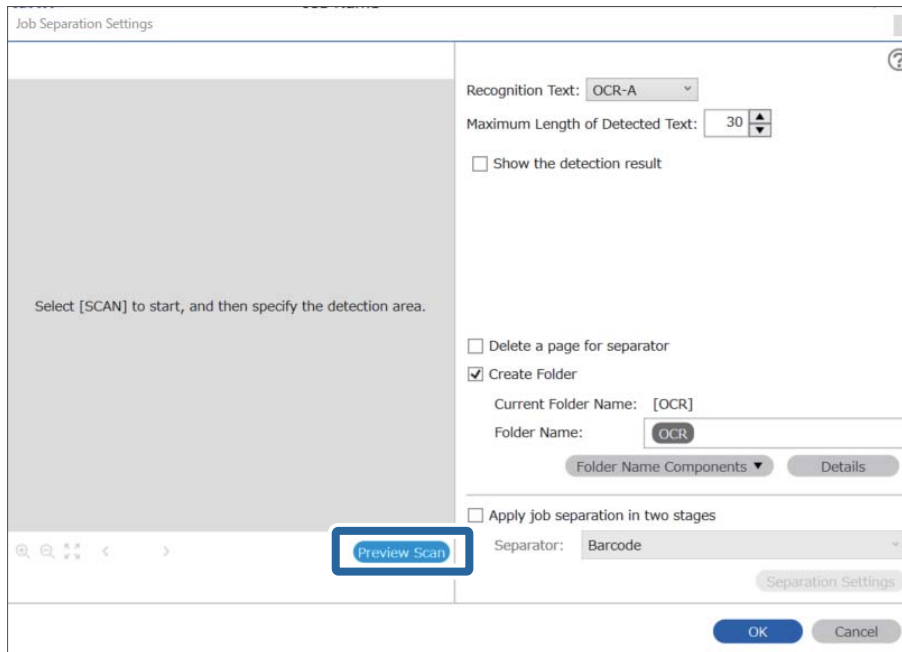 Job Separation Settings
Recognition Text: OCR-A
Maximum Length of Detected Text: 30
Show the detection result
Select [SCAN] to start, and then specify the detection area.
Delete a page for separator
Create Folder
Current Folder Name: [OCR]
Folder Name: OCR
Folder Name Components ▼ Details
Apply job separation in two stages
Preview Scan
Separator: Barcode
Separation Settings
OK Cancel